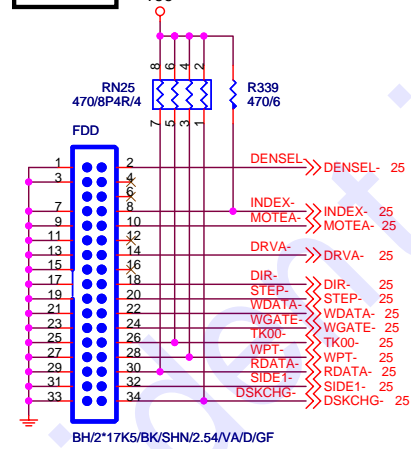 8 6 4 2
RN25
470/8P4R/4
R339
470/6
7 5 3 1
FDD
1 2 DENSEL- DENSEL- 25
3 4
6
7 8 INDEX- INDEX- 25
9 10 MOTEA- MOTEA- 25
11 12
13 14 DRVA- DRVA- 25
15 16
17 18 DIR- DIR- 25
19 20 STEP- STEP- 25
21 22 WDATA- WDATA- 25
23 24 WGATE- WGATE- 25
25 26 TK00- TK00- 25
27 28 WPT- WPT- 25
29 30 RDATA- RDATA- 25
31 32 SIDE1- SIDE1- 25
33 34 DSKCHG- DSKCHG- 25
BH/2*17K5/BK/SHN/2.54/VA/D/GF